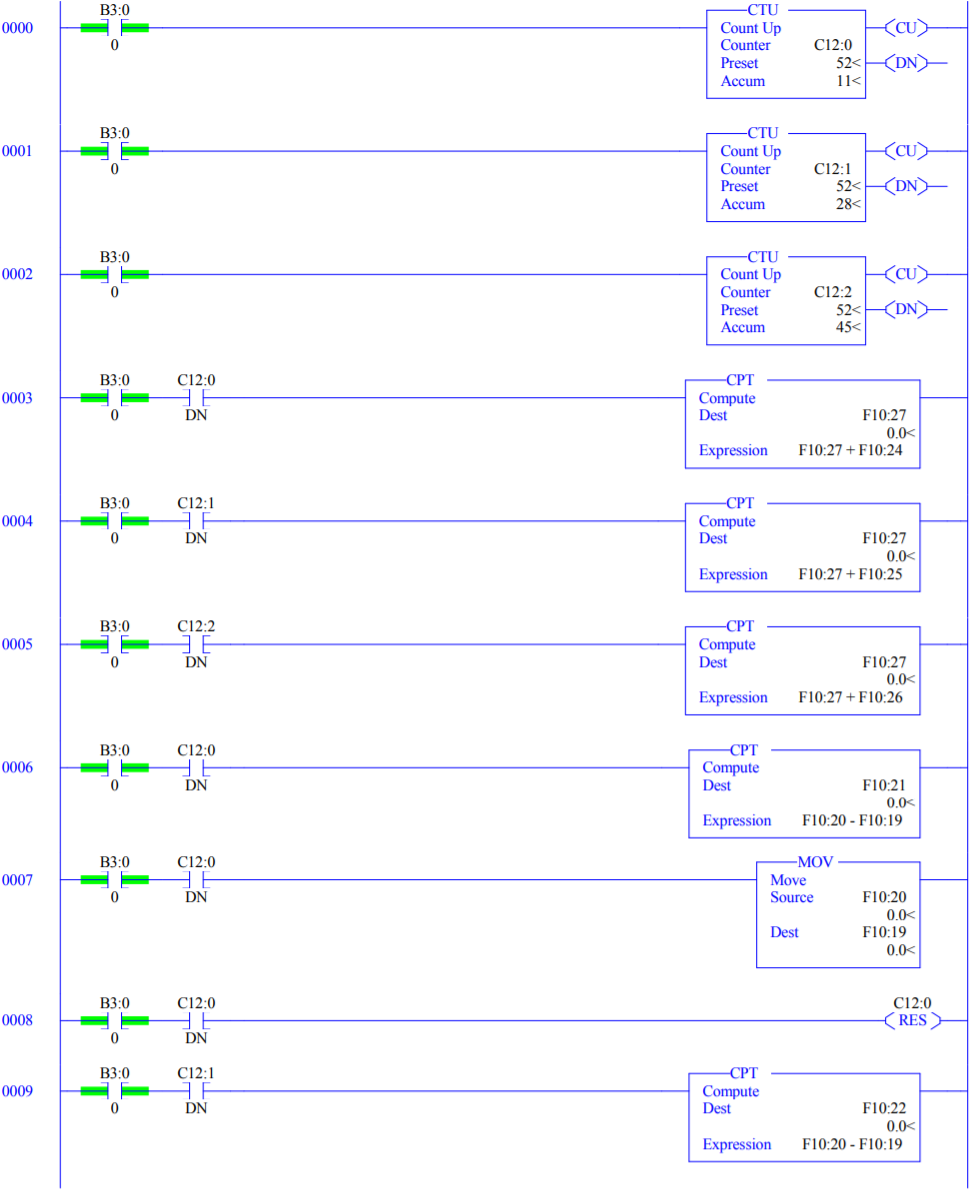 B3:0 CTU
0000 Count Up CU
0 Counter C12:0
Preset 52< DN
Accum 11<
B3:0 CTU
0001 Count Up CU
0 Counter C12:1
Preset 52< DN
Accum 28<
B3:0 CTU
0002 Count Up CU
0 Counter C12:2
Preset 52< DN
Accum 45<
B3:0 C12:0 CPT
0003 Compute
0 DN Dest F10:27
0.0<
Expression F10:27 + F10:24
B3:0 C12:1 CPT
0004 Compute
0 DN Dest F10:27
0.0<
Expression F10:27 + F10:25
B3:0 C12:2 CPT
0005 Compute
0 DN Dest F10:27
0.0<
Expression F10:27 + F10:26
B3:0 C12:0 CPT
0006 Compute
0 DN Dest F10:21
0.0<
Expression F10:20 - F10:19
B3:0 C12:0 MOV
0007 Move
0 DN Source F10:20
0.0<
Dest F10:19
0.0<
B3:0 C12:0 C12:0
0008 RES
0 DN
B3:0 C12:1 CPT
0009 Compute
0 DN Dest F10:22
0.0<
Expression F10:20 - F10:19